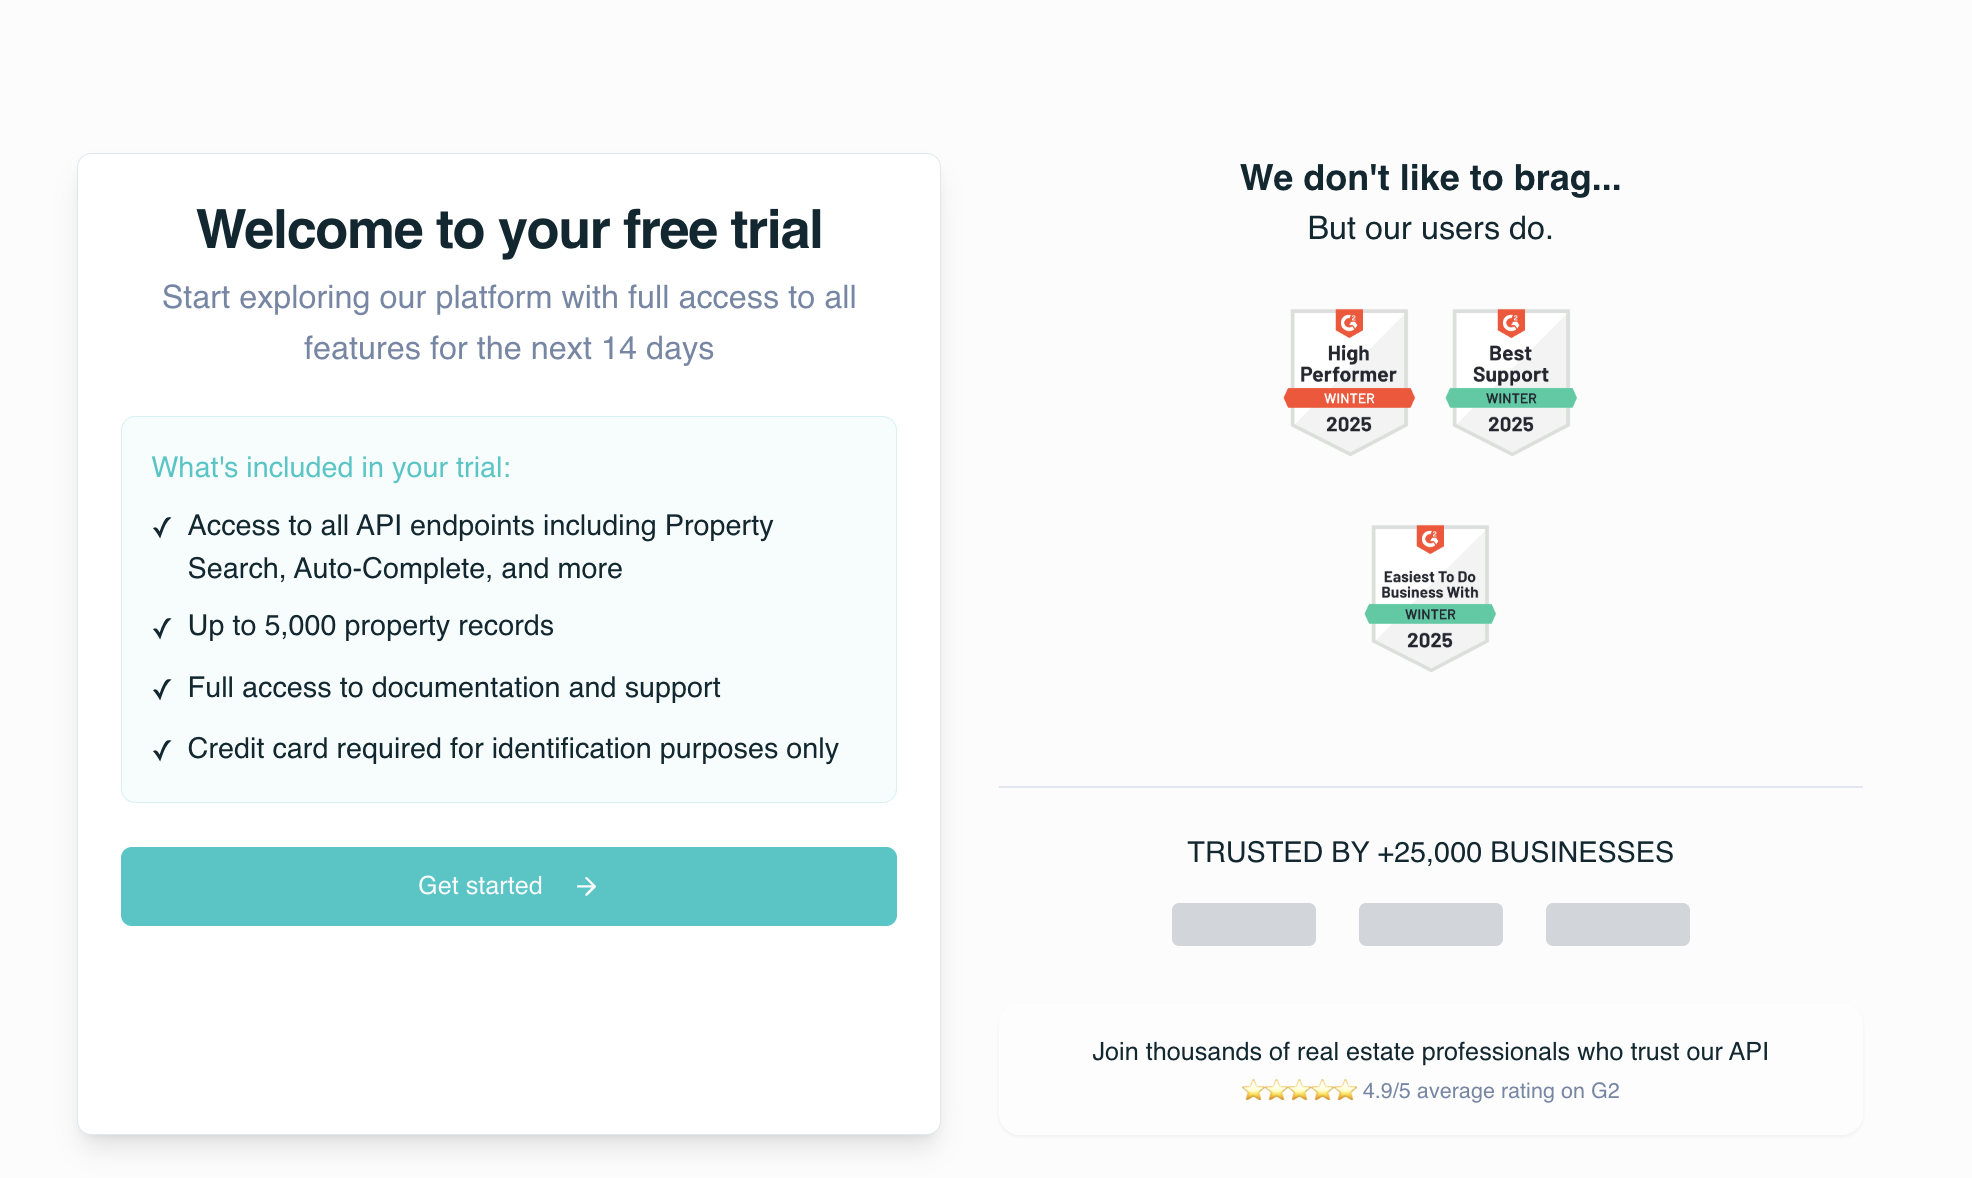 Welcome to your free trial
Start exploring our platform with full access to all
features for the next 14 days
What's included in your trial:
✓ Access to all API endpoints including Property
Search, Auto-Complete, and more
✓ Up to 5,000 property records
✓ Full access to documentation and support
✓ Credit card required for identification purposes only
Get started →
We don't like to brag...
But our users do.
G2
High
Performer
WINTER
2025
G2
Best
Support
WINTER
2025
G2
Easiest To Do
Business With
WINTER
2025
TRUSTED BY +25,000 BUSINESSES
Join thousands of real estate professionals who trust our API
⭐⭐⭐⭐⭐ 4.9/5 average rating on G2